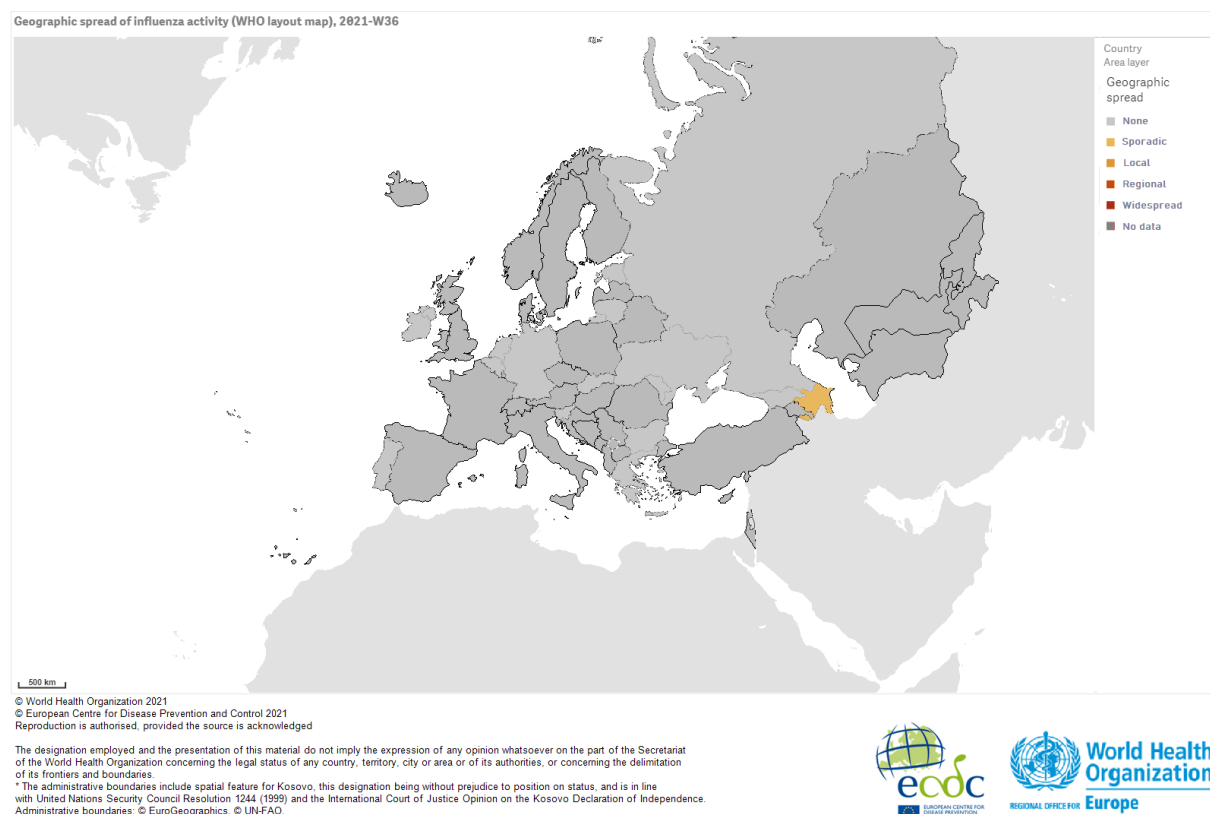 Geographic spread of influenza activity (WHO layout map), 2021-W36
Country
Area layer
Geographic
spread
None
Sporadic
Local
Regional
Widespread
No data
500 km
© World Health Organization 2021
© European Centre for Disease Prevention and Control 2021
Reproduction is authorised, provided the source is acknowledged
The designation employed and the presentation of this material do not imply the expression of any opinion whatsoever on the part of the Secretariat
of the World Health Organization concerning the legal status of any country, territory, city or area or of its authorities, or concerning the delimitation
of its frontiers and boundaries.
* The administrative boundaries include spatial feature for Kosovo, this designation being without prejudice to position on status, and is in line
with United Nations Security Council Resolution 1244 (1999) and the International Court of Justice Opinion on the Kosovo Declaration of Independence.
Administrative boundaries: © EuroGeographics, © UN-FAO.
ecdc
EUROPEAN CENTRE FOR
DISEASE PREVENTION
World Health
Organization
REGIONAL OFFICE FOR Europe